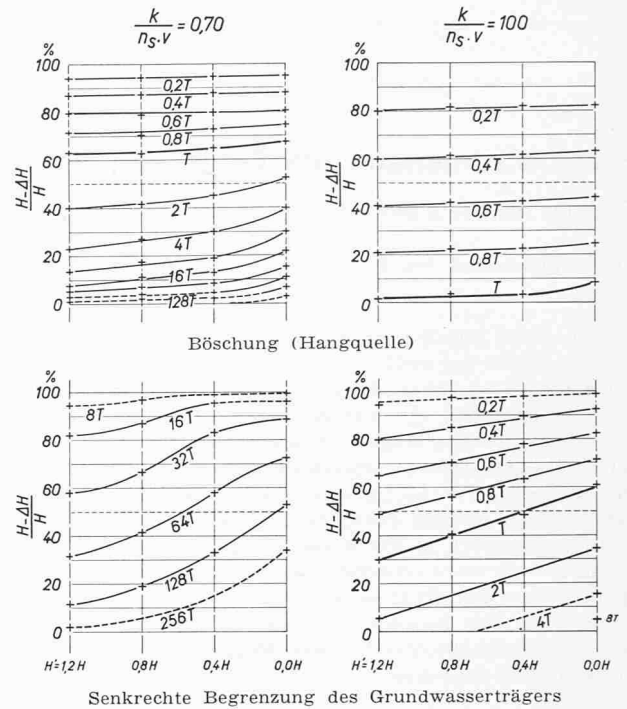 k
n_S·v = 0,70
k
n_S·v = 100
%
100
80
60
40
20
0
H-ΔH
H
0,2T
0,4T
0,6T
0,8T
T
2T
4T
16T
128T
%
100
80
60
40
20
0
H-ΔH
H
0,2T
0,4T
0,6T
0,8T
T
Böschung (Hangquelle)
%
100
80
60
40
20
0
H-ΔH
H
8T
16T
32T
64T
128T
256T
H'=1,2H
0,8H
0,4H
0,0H
%
100
80
60
40
20
0
H-ΔH
H
0,2T
0,4T
0,6T
0,8T
T
2T
4T
8T
H'=1,2H
0,8H
0,4H
0,0H
Senkrechte Begrenzung des Grundwasserträgers